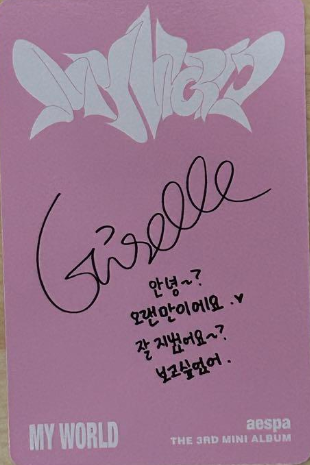 MY WORLD
Giselle
안녕~?
오랜만이에요.♥
잘 지냈어요~?
보고싶었어.
MY WORLD
aespa
THE 3RD MINI ALBUM